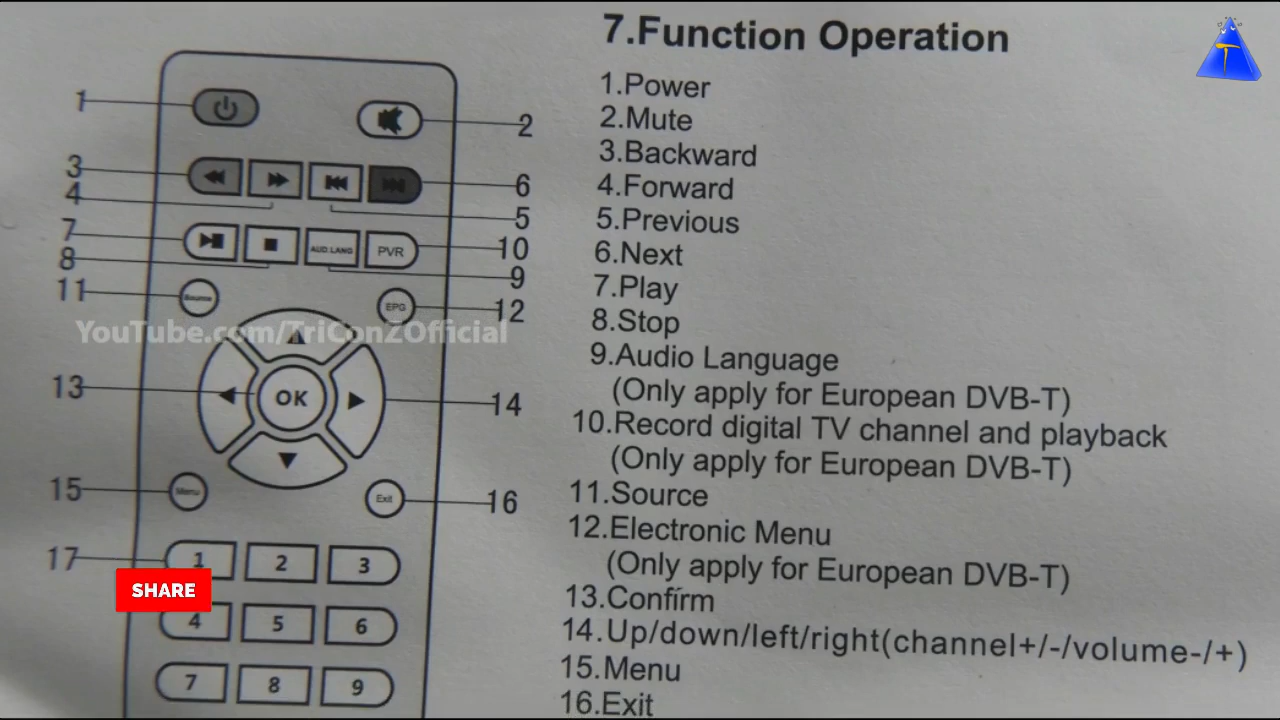 7.Function Operation
1.Power
2.Mute
3.Backward
4.Forward
5.Previous
6.Next
7.Play
8.Stop
9.Audio Language
(Only apply for European DVB-T)
10.Record digital TV channel and playback
(Only apply for European DVB-T)
11.Source
12.Electronic Menu
(Only apply for European DVB-T)
13.Confirm
14.Up/down/left/right(channel+/-/volume-/+)
15.Menu
16.Exit
1
2
3
4
6
5
7
8
AUD.LANG
PVR
10
9
11
Source
EPG
12
YouTube.com/TriConzOfficial
13
OK
14
15
Menu
Exit
16
17
1 2 3
SHARE
4 5 6
7 8 9
T